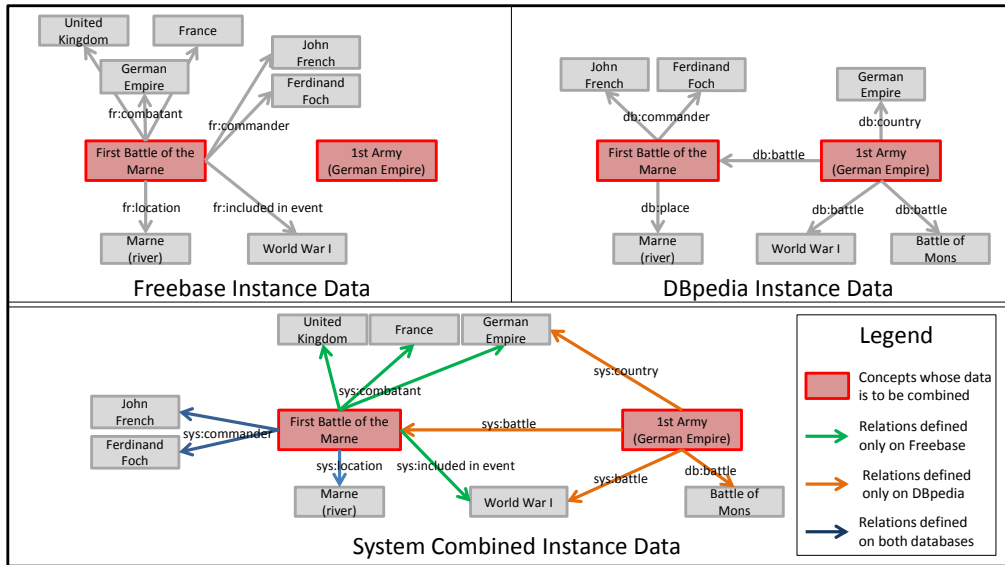 United
Kingdom
France
German
Empire
John
French
Ferdinand
Foch
fr:combatant
fr:commander
First Battle of the
Marne
1st Army
(German Empire)
fr:location
fr:included in event
Marne
(river)
World War I
Freebase Instance Data
John
French
Ferdinand
Foch
German
Empire
db:commander
db:country
First Battle of the
Marne
db:battle
1st Army
(German Empire)
db:place
db:battle
db:battle
Marne
(river)
World War I
Battle of
Mons
DBpedia Instance Data
United
Kingdom
France
German
Empire
sys:combatant
sys:country
John
French
Ferdinand
Foch
sys:commander
First Battle of the
Marne
sys:battle
1st Army
(German Empire)
sys:location
sys:included in event
sys:battle
db:battle
Marne
(river)
World War I
Battle of
Mons
System Combined Instance Data
Legend
Concepts whose data
is to be combined
Relations defined
only on Freebase
Relations defined
only on DBpedia
Relations defined
on both databases